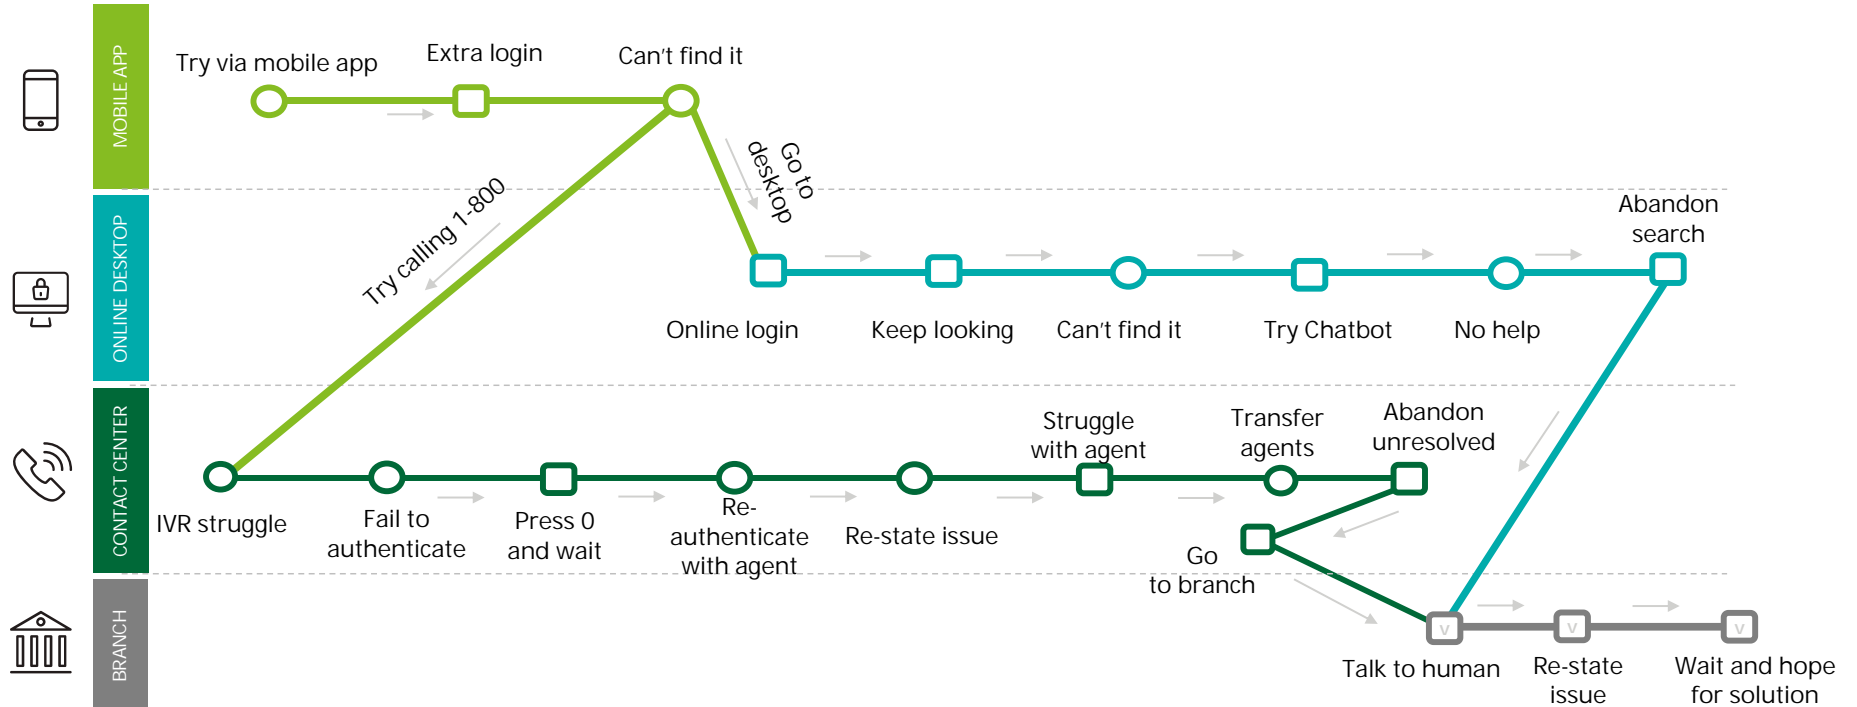 MOBILE APP
Try via mobile app
Extra login
Can't find it
Go to
desktop
Try calling 1-800
ONLINE DESKTOP
Online login
Keep looking
Can't find it
Try Chatbot
No help
Abandon
search
CONTACT CENTER
IVR struggle
Fail to
authenticate
Press 0
and wait
Re-
authenticate
with agent
Re-state issue
Struggle
with agent
Transfer
agents
Abandon
unresolved
Go
to branch
BRANCH
V
Talk to human
V
Re-state
issue
V
Wait and hope
for solution